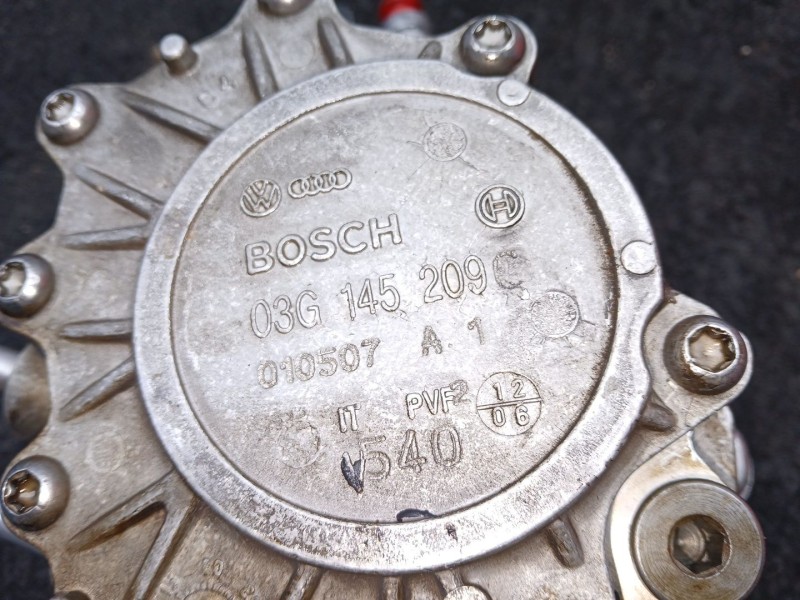 BOSCH
03G 145 209
010507 A 1
IT PVF2 12
06
540